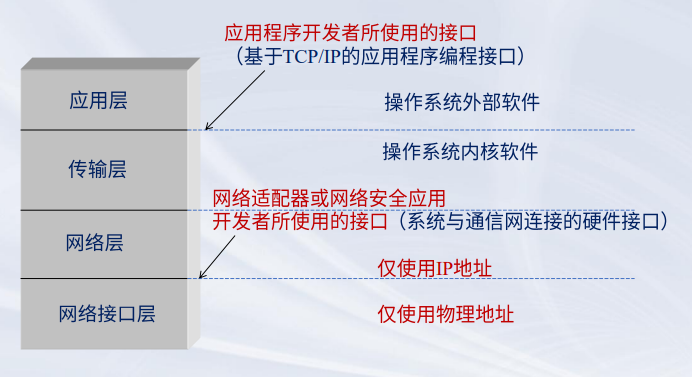 应用程序开发者所使用的接口
（基于TCP/IP的应用程序编程接口）
应用层
操作系统外部软件
操作系统内核软件
传输层
网络适配器或网络安全应用
开发者所使用的接口（系统与通信网连接的硬件接口）
网络层
仅使用IP地址
网络接口层
仅使用物理地址